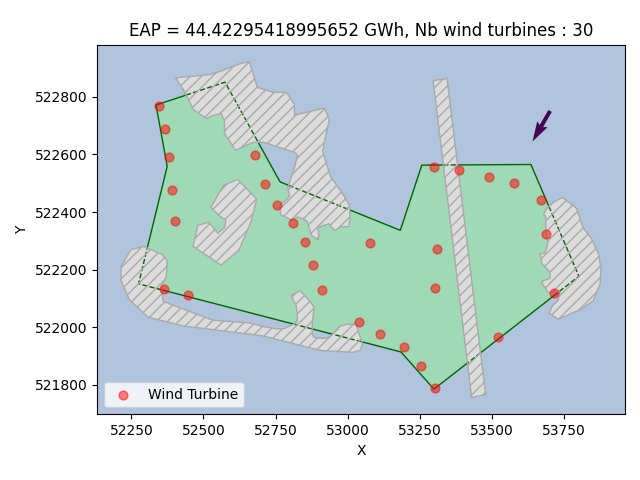 EAP = 44.42295418995652 GWh, Nb wind turbines : 30
Y
522800
522600
522400
522200
522000
521800
Wind Turbine
52250 52500 52750 53000 53250 53500 53750
X